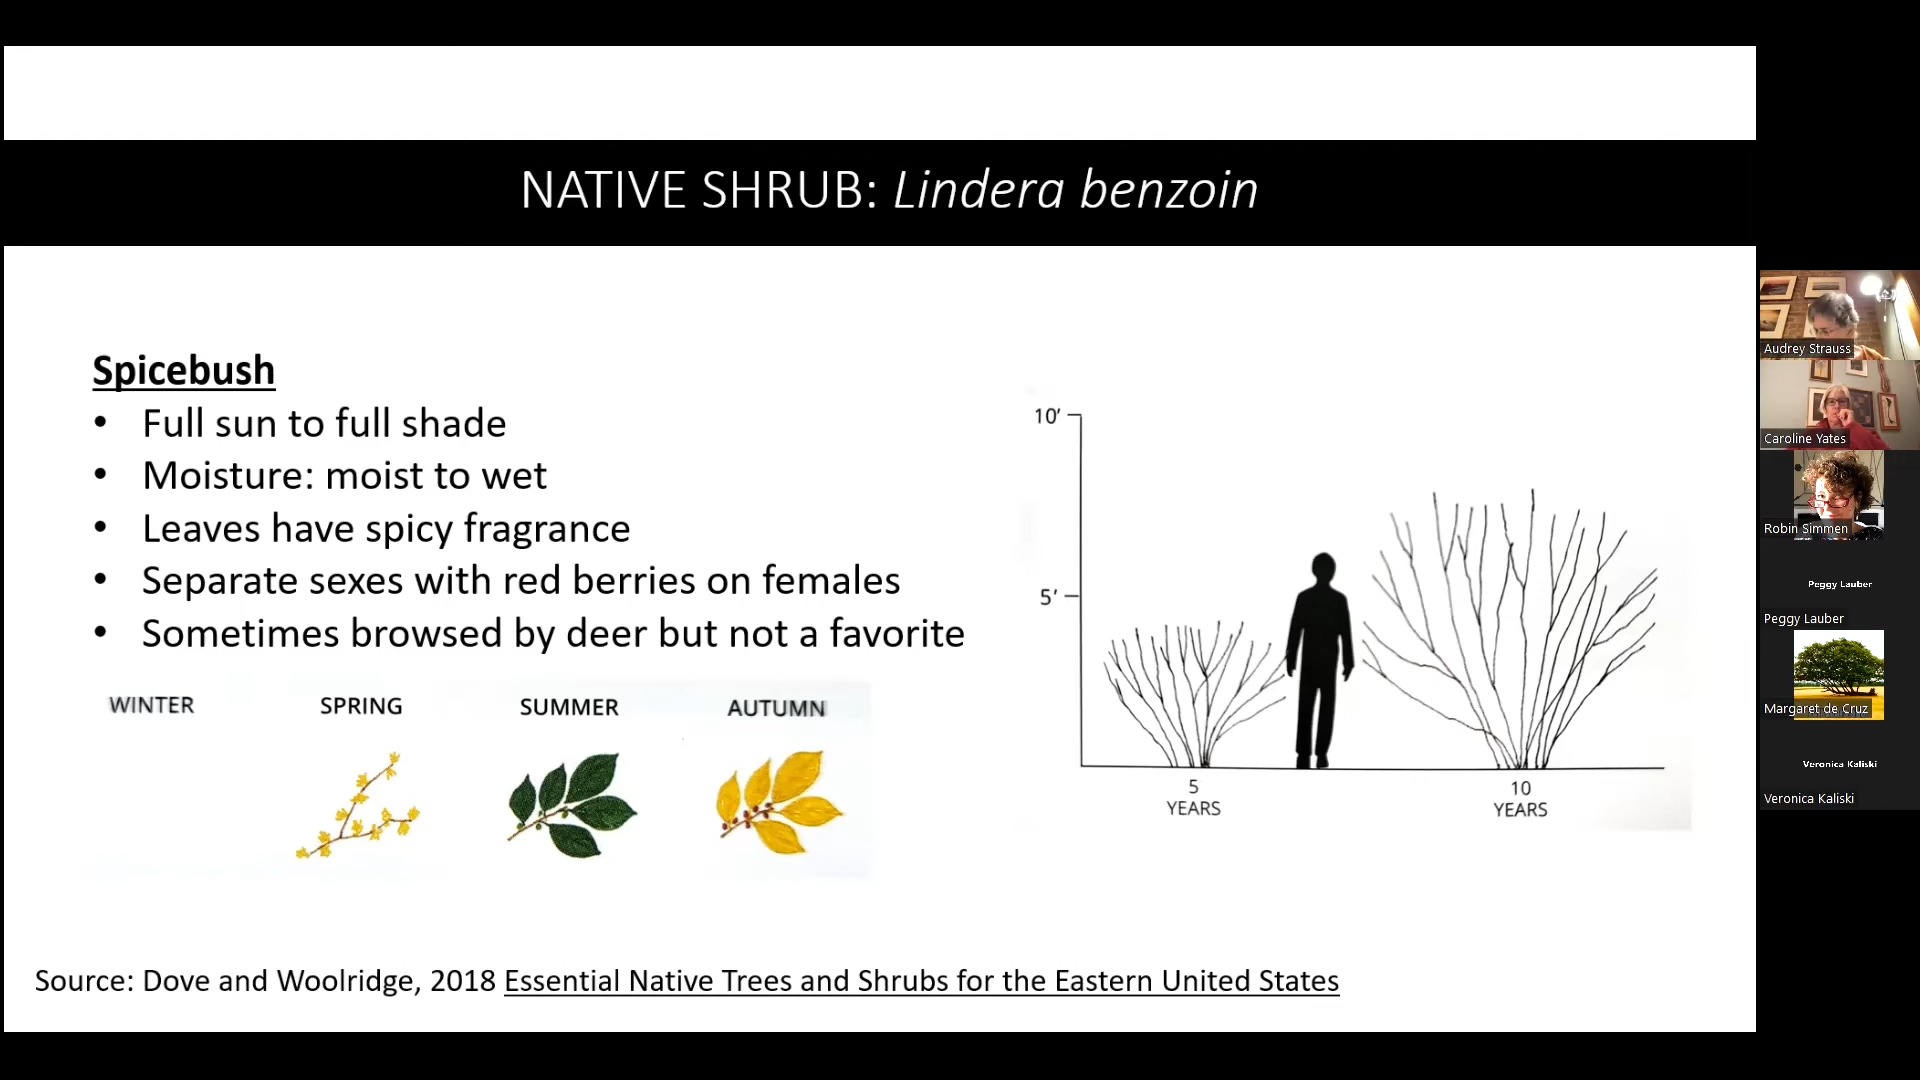 NATIVE SHRUB: Lindera benzoin
Spicebush
• Full sun to full shade
• Moisture: moist to wet
• Leaves have spicy fragrance
• Separate sexes with red berries on females
• Sometimes browsed by deer but not a favorite
WINTER SPRING SUMMER AUTUMN
10’
5’
5 10
YEARS YEARS
Source: Dove and Woolridge, 2018 Essential Native Trees and Shrubs for the Eastern United States
Audrey Strauss
Caroline Yates
Robin Simmen
Peggy Lauber
Peggy Lauber
Margaret de Cruz
Veronica Kaliski
Veronica Kaliski